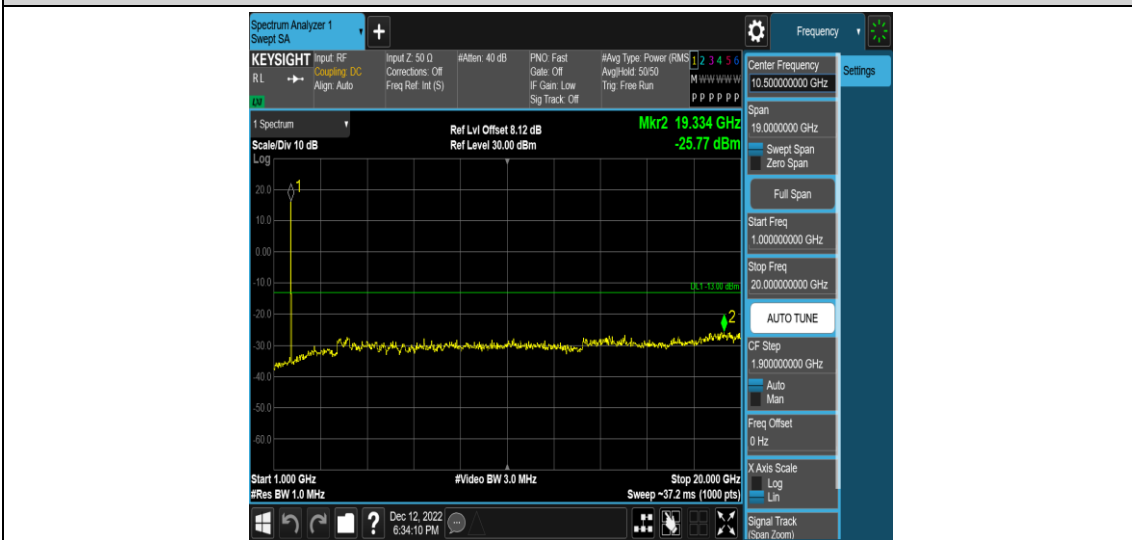 Spectrum Analyzer 1
Swept SA
+
Frequency
KEYSIGHT
RL
Input: RF
Coupling: DC
Align: Auto
Input Z: 50 Ω
Corrections: Off
Freq Ref: Int (S)
#Atten: 40 dB
PNO: Fast
Gate: Off
IF Gain: Low
Sig Track: Off
#Avg Type: Power (RMS
Avg|Hold: 50/50
Trig: Free Run
1 2 3 4 5 6
M W W W W W
P P P P P P
1 Spectrum
Scale/Div 10 dB
Log
Ref Lvl Offset 8.12 dB
Ref Level 30.00 dBm
Mkr2 19.334 GHz
-25.77 dBm
20.0
10.0
0.00
-10.0
-20.0
-30.0
-40.0
-50.0
-60.0
1
DL1 -13.00 dBm
2
Start 1.000 GHz
#Res BW 1.0 MHz
#Video BW 3.0 MHz
Stop 20.000 GHz
Sweep ~37.2 ms (1000 pts)
?
Dec 12, 2022
6:34:10 PM
Center Frequency
10.500000000 GHz
Settings
Span
19.0000000 GHz
Swept Span
Zero Span
Full Span
Start Freq
1.000000000 GHz
Stop Freq
20.000000000 GHz
AUTO TUNE
CF Step
1.900000000 GHz
Auto
Man
Freq Offset
0 Hz
X Axis Scale
Log
Lin
Signal Track
(Span Zoom)